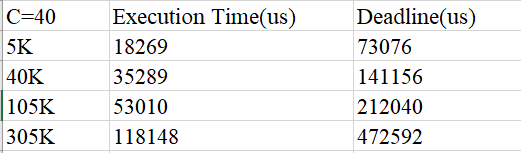 C=40 Execution Time(us) Deadline(us)
5K 18269 73076
40K 35289 141156
105K 53010 212040
305K 118148 472592